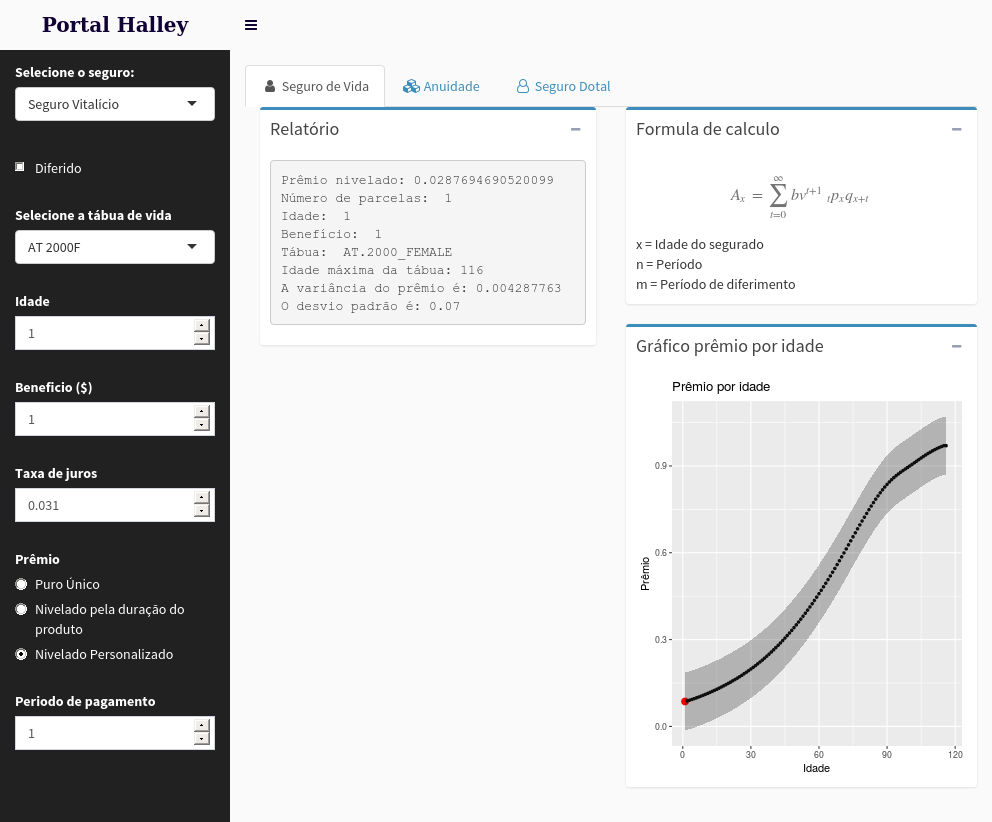 Portal Halley
Selecione o seguro:
Seguro Vitalício
Diferido
Selecione a tábua de vida
AT 2000F
Idade
1
Beneficio ($)
1
Taxa de juros
0.031
Prêmio
Puro Único
Nivelado pela duração do
produto
Nivelado Personalizado
Periodo de pagamento
1
Seguro de Vida
Anuidade
Seguro Dotal
Relatório
Prêmio nivelado: 0.0287694690520099
Número de parcelas:  1
Idade:  1
Benefício:  1
Tábua:  AT.2000_FEMALE
Idade máxima da tábua: 116
A variância do prêmio é: 0.004287763
O desvio padrão é: 0.07
Formula de calculo
Aₓ = ∑_{t=0}^{∞} bv^{t+1} ₜpₓqₓ₊ₜ
x = Idade do segurado
n = Período
m = Período de diferimento
Gráfico prêmio por idade
Prêmio por idade
Prêmio
0.9
0.6
0.3
0.0
0 30 60 90 120
Idade